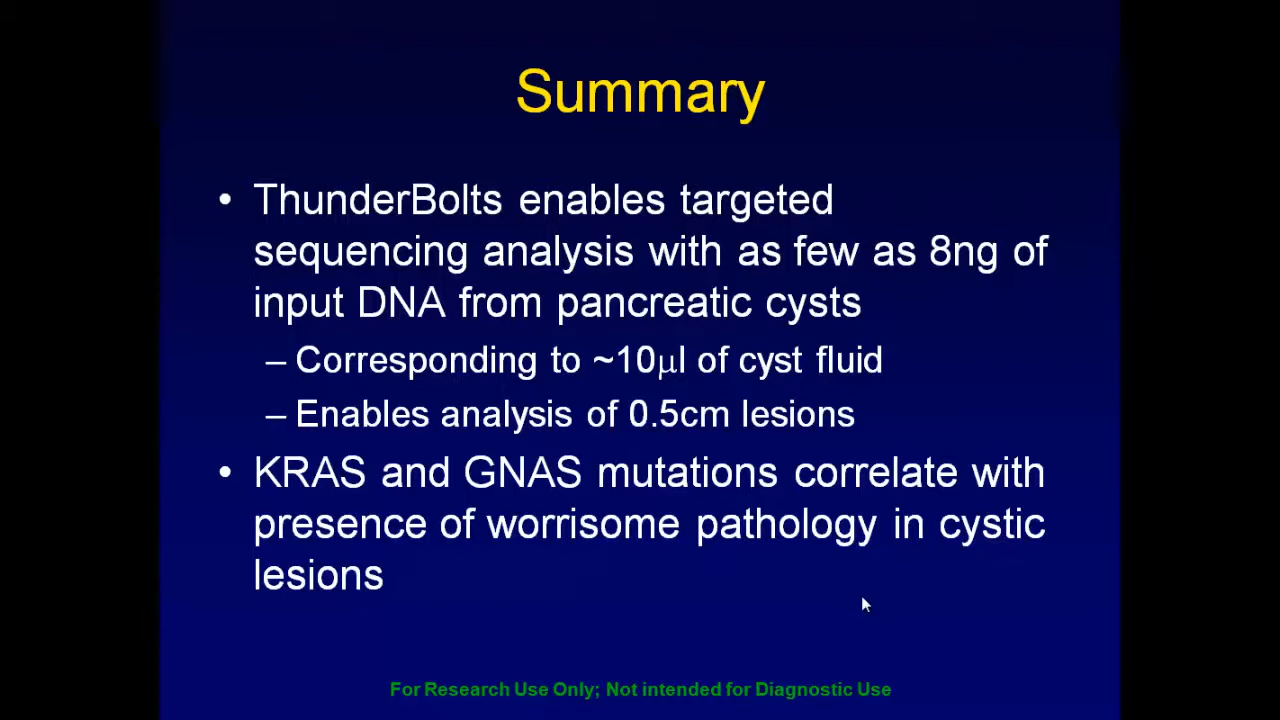 Summary
• ThunderBolts enables targeted
sequencing analysis with as few as 8ng of
input DNA from pancreatic cysts
– Corresponding to ~10μl of cyst fluid
– Enables analysis of 0.5cm lesions
• KRAS and GNAS mutations correlate with
presence of worrisome pathology in cystic
lesions
For Research Use Only; Not intended for Diagnostic Use